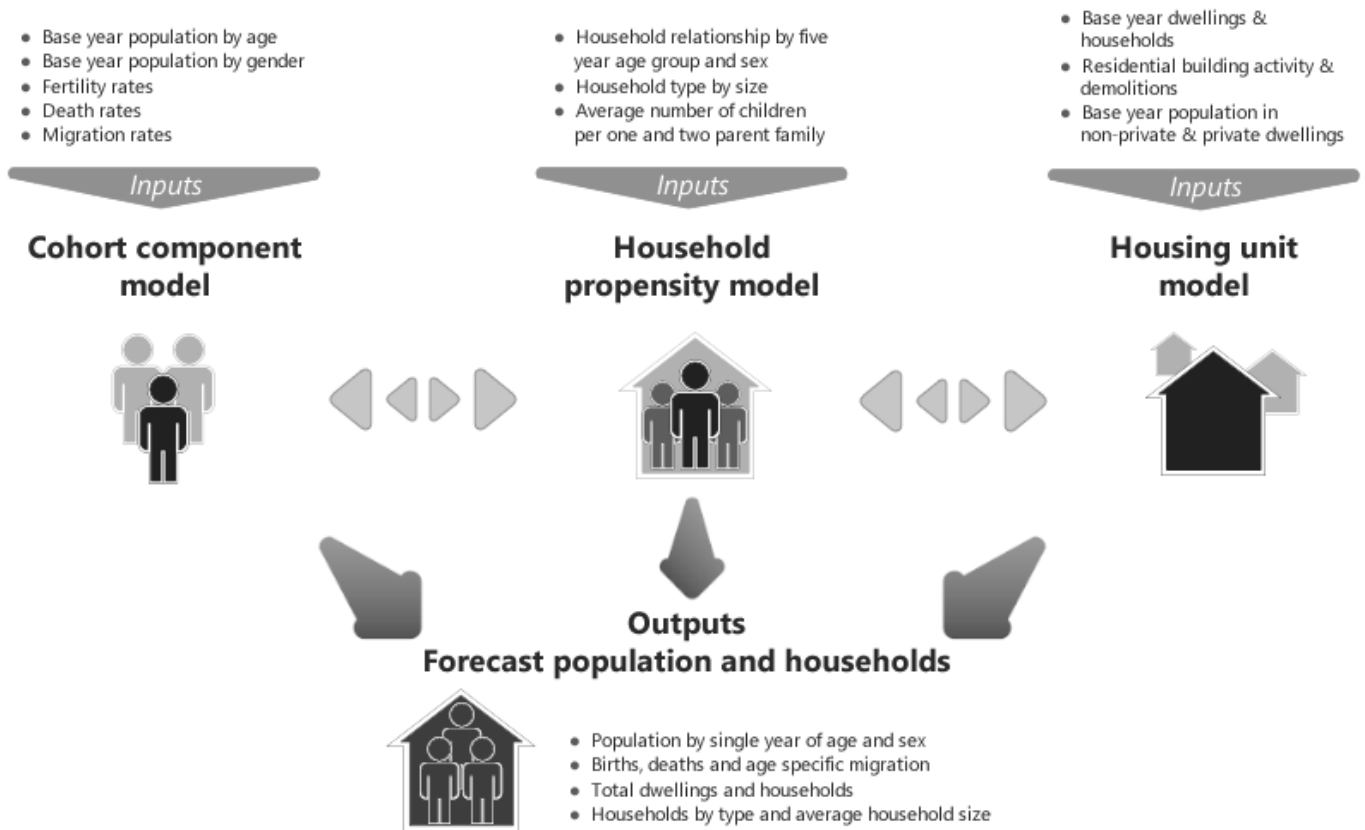 • Base year population by age
• Base year population by gender
• Fertility rates
• Death rates
• Migration rates
Inputs
Cohort component
model
• Household relationship by five
year age group and sex
• Household type by size
• Average number of children
per one and two parent family
Inputs
Household
propensity model
• Base year dwellings &
households
• Residential building activity &
demolitions
• Base year population in
non-private & private dwellings
Inputs
Housing unit
model
Outputs
Forecast population and households
• Population by single year of age and sex
• Births, deaths and age specific migration
• Total dwellings and households
• Households by type and average household size